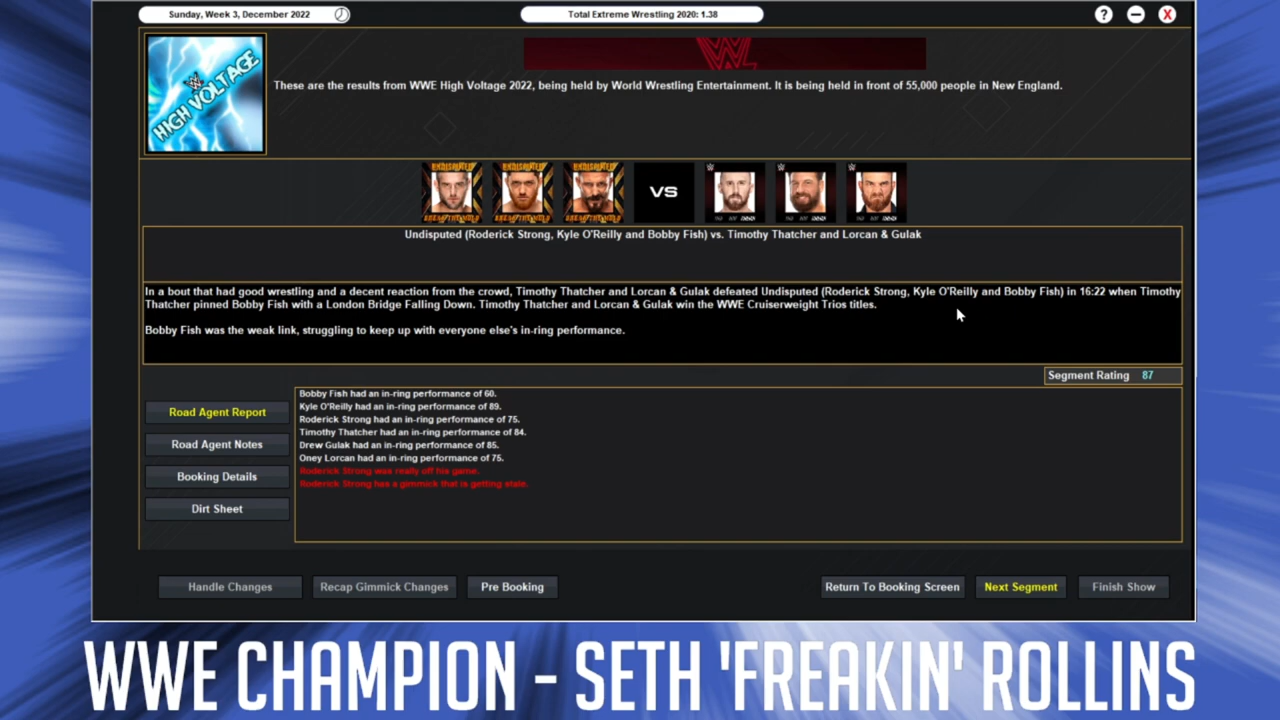 Sunday, Week 3, December 2022
Total Extreme Wrestling 2020: 1.38
?
X
HIGH VOLTAGE
These are the results from WWE High Voltage 2022, being held by World Wrestling Entertainment. It is being held in front of 55,000 people in New England.
VS
Undisputed (Roderick Strong, Kyle O'Reilly and Bobby Fish) vs. Timothy Thatcher and Lorcan & Gulak
In a bout that had good wrestling and a decent reaction from the crowd, Timothy Thatcher and Lorcan & Gulak defeated Undisputed (Roderick Strong, Kyle O'Reilly and Bobby Fish) in 16:22 when Timothy
Thatcher pinned Bobby Fish with a London Bridge Falling Down. Timothy Thatcher and Lorcan & Gulak win the WWE Cruiserweight Trios titles.
Bobby Fish was the weak link, struggling to keep up with everyone else's in-ring performance.
Segment Rating 87
Road Agent Report
Road Agent Notes
Booking Details
Dirt Sheet
Bobby Fish had an in-ring performance of 60.
Kyle O'Reilly had an in-ring performance of 89.
Roderick Strong had an in-ring performance of 75.
Timothy Thatcher had an in-ring performance of 84.
Drew Gulak had an in-ring performance of 85.
Oney Lorcan had an in-ring performance of 75.
Roderick Strong was really off his game.
Roderick Strong has a gimmick that is getting stale.
Handle Changes
Recap Gimmick Changes
Pre Booking
Return To Booking Screen
Next Segment
Finish Show
WWE CHAMPION - SETH 'FREAKIN' ROLLINS